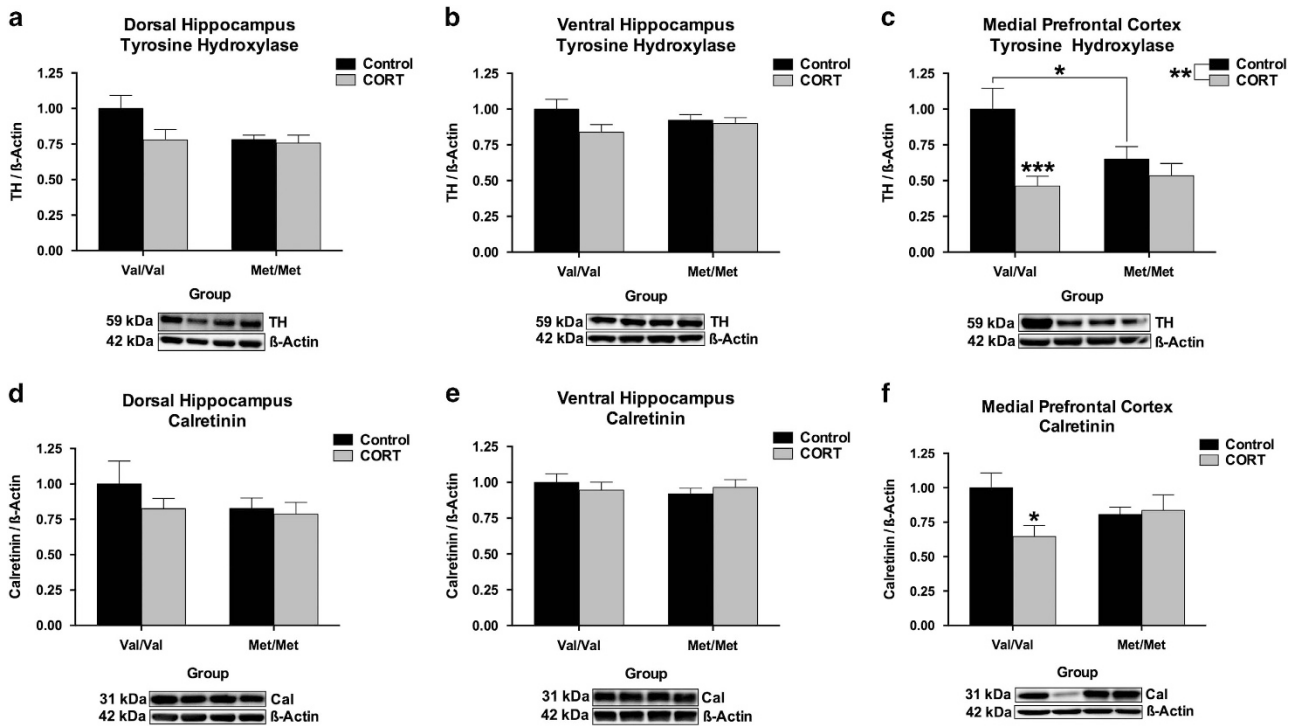 a
Dorsal Hippocampus
Tyrosine Hydroxylase
Control
CORT
1.25
1.00
0.75
0.50
0.25
0.00
TH / ß-Actin
Val/Val
Met/Met
Group
59 kDa
TH
42 kDa
ß-Actin
b
Ventral Hippocampus
Tyrosine Hydroxylase
Control
CORT
1.25
1.00
0.75
0.50
0.25
0.00
TH / ß-Actin
Val/Val
Met/Met
Group
59 kDa
TH
42 kDa
ß-Actin
c
Medial Prefrontal Cortex
Tyrosine Hydroxylase
**
Control
CORT
1.25
1.00
0.75
0.50
0.25
0.00
TH / ß-Actin
*
***
Val/Val
Met/Met
Group
59 kDa
TH
42 kDa
ß-Actin
d
Dorsal Hippocampus
Calretinin
Control
CORT
1.25
1.00
0.75
0.50
0.25
0.00
Calretinin / ß-Actin
Val/Val
Met/Met
Group
31 kDa
Cal
42 kDa
ß-Actin
e
Ventral Hippocampus
Calretinin
Control
CORT
1.25
1.00
0.75
0.50
0.25
0.00
Calretinin / ß-Actin
Val/Val
Met/Met
Group
31 kDa
Cal
42 kDa
ß-Actin
f
Medial Prefrontal Cortex
Calretinin
Control
CORT
1.25
1.00
0.75
0.50
0.25
0.00
Calretinin / ß-Actin
*
Val/Val
Met/Met
Group
31 kDa
Cal
42 kDa
ß-Actin